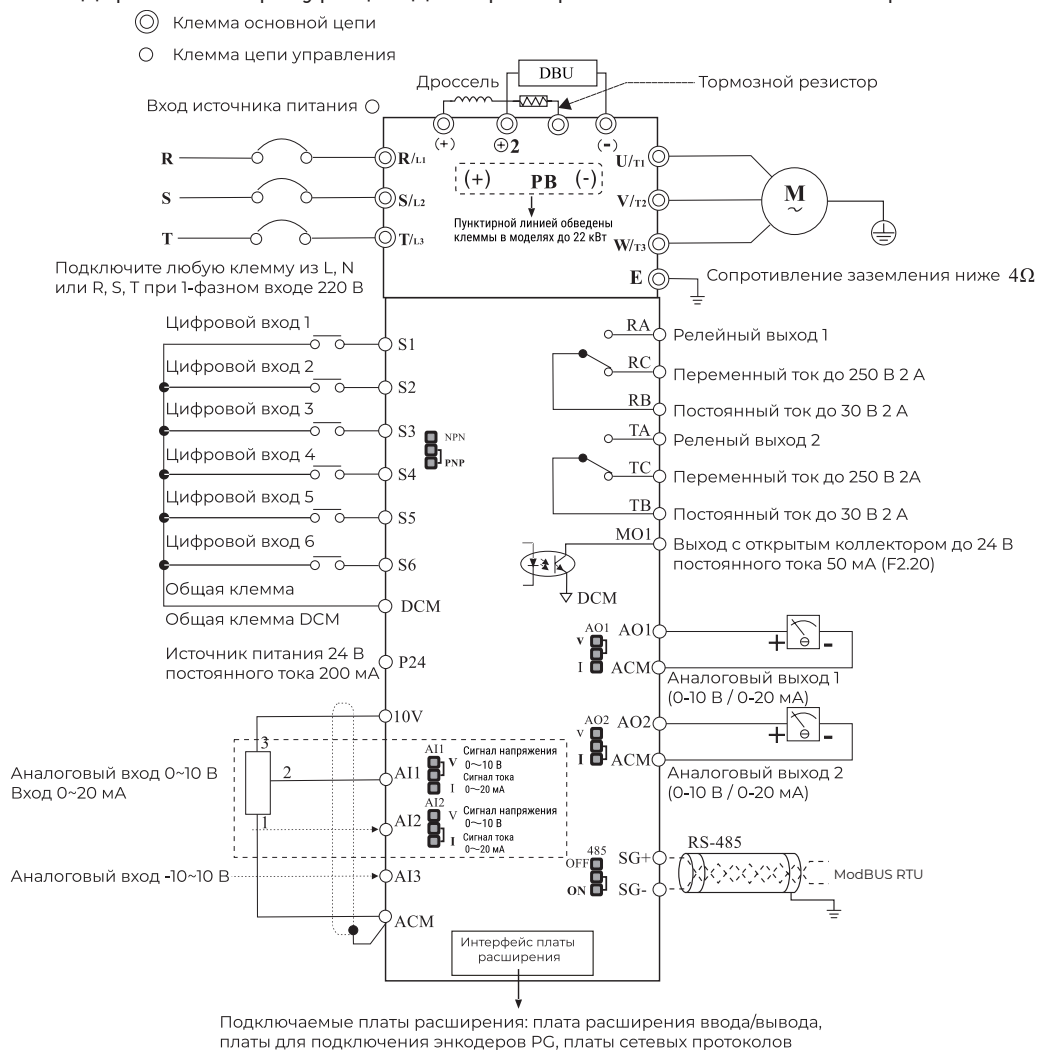 Клемма основной цепи
Клемма цепи управления
DBU
Дроссель
Тормозной резистор
Вход источника питания
(+)
⊕2
(-)
R
R/L1
U/T1
(+) PB (-)
M
~
S
S/L2
V/T2
Пунктирной линией обведены
клеммы в моделях до 22 кВт
T
T/L3
W/T3
Подключите любую клемму из L, N
или R, S, T при 1-фазном входе 220 В
E
Сопротивление заземления ниже 4Ω
Цифровой вход 1
S1
Цифровой вход 2
S2
Цифровой вход 3
S3
NPN
PNP
Цифровой вход 4
S4
Цифровой вход 5
S5
Цифровой вход 6
S6
Общая клемма
DCM
Общая клемма DCM
Источник питания 24 В
постоянного тока 200 мА
P24
RA
Релейный выход 1
RC
Переменный ток до 250 В 2 А
RB
Постоянный ток до 30 В 2 А
TA
Реленый выход 2
TC
Переменный ток до 250 В 2А
TB
Постоянный ток до 30 В 2 А
MO1
Выход с открытым коллектором до 24 В
постоянного тока 50 мА (F2.20)
DCM
AO1
V
I
AO1
+ -
ACM
Аналоговый выход 1
(0-10 В / 0-20 мА)
AO2
V
I
AO2
+ -
ACM
Аналоговый выход 2
(0-10 В / 0-20 мА)
10V
3
2
1
Аналоговый вход 0~10 В
Вход 0~20 мА
AI1
AI1
V
I
Сигнал напряжения
0~10 В
Сигнал тока
0~20 мА
AI2
AI2
V
I
Сигнал напряжения
0~10 В
Сигнал тока
0~20 мА
Аналоговый вход -10~10 В
AI3
ACM
485
OFF
ON
SG+
SG-
RS-485
ModBUS RTU
Интерфейс платы
расширения
Подключаемые платы расширения: плата расширения ввода/вывода,
платы для подключения энкодеров PG, платы сетевых протоколов